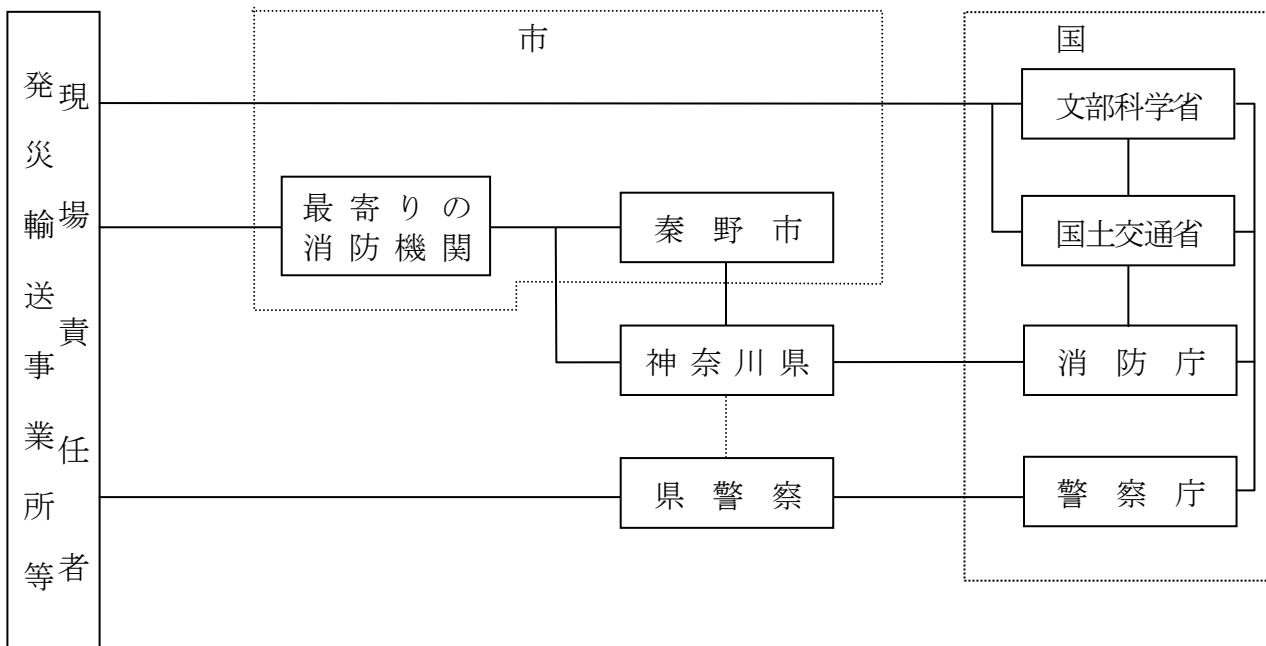 発災輸送事業所等
現場責任者
市
国
文部科学省
最寄りの
消防機関
秦野市
国土交通省
神奈川県
消防庁
県警察
警察庁